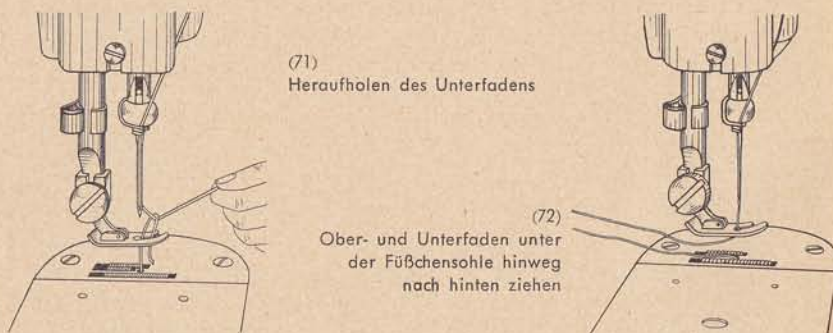 (71)
Heraufholen des Unterfadens
(72)
Ober- und Unterfaden unter
der Füßchensohle hinweg
nach hinten ziehen